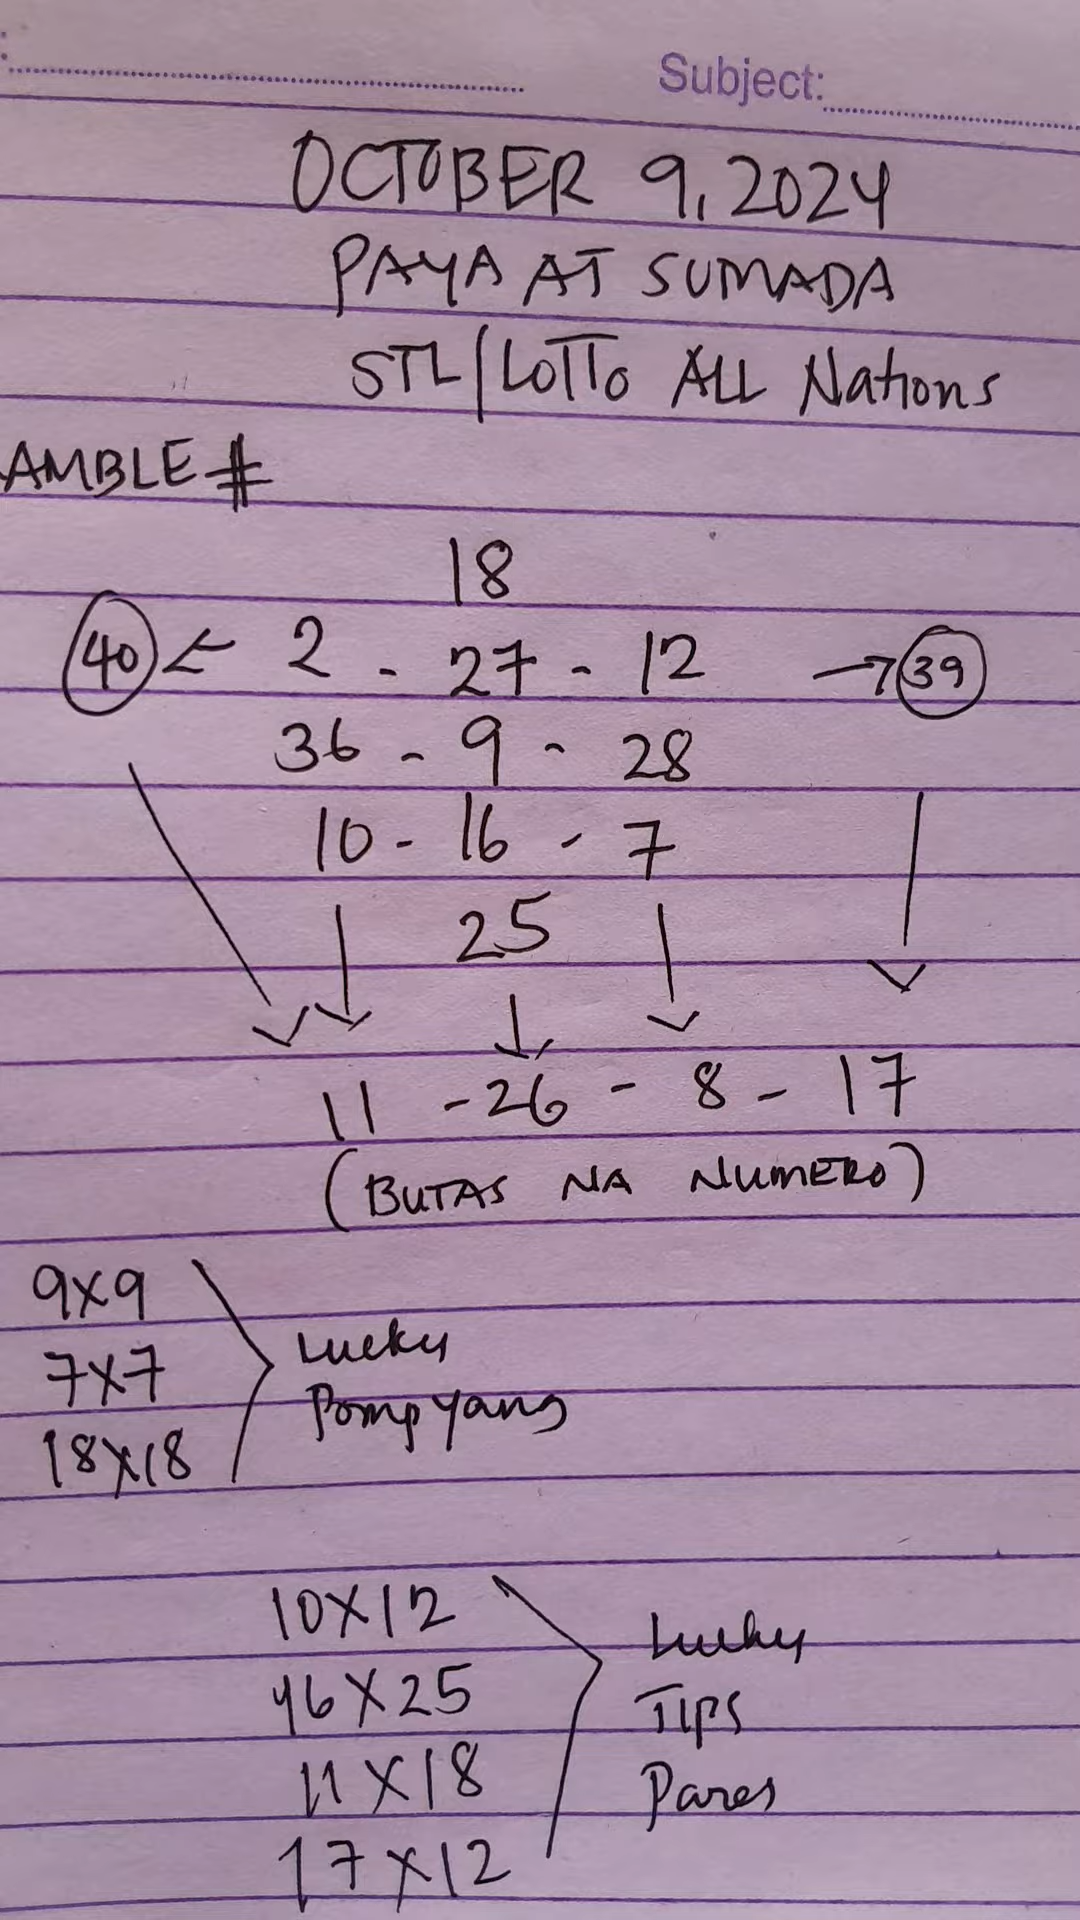 Subject:
OCTOBER 9, 2024
PAYA AT SUMADA
STL/LOTTO ALL Nations
AMBLE #
18
40 ← 2 - 27 - 12 → 39
36 - 9 - 28
10 - 16 - 7
25
11 - 26 - 8 - 17
(BUTAS NA NUMERO)
9X9
7X7
18X18
Lucky
Pompyang
10X12
16X25
11X18
17X12
Lucky
Tips
Pares